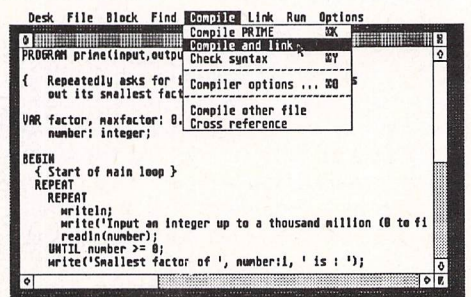 Desk File Block Find Compile Link Run Options
Compile PRIME ⌘K
Compile and link
Check syntax ⌘Y
Compiler options ... ⌘O
Compile other file
Cross reference
PROGRAM prime(input,outpu
{ Repeatedly asks for i s
out its smallest fact
VAR factor, maxfactor: 0.
number: integer;
BEGIN
{ Start of main loop }
REPEAT
REPEAT
writeln;
write('Input an integer up to a thousand million (0 to fi
readln(number);
UNTIL number >= 0;
write('Smallest factor of ', number:1, ' is : ');